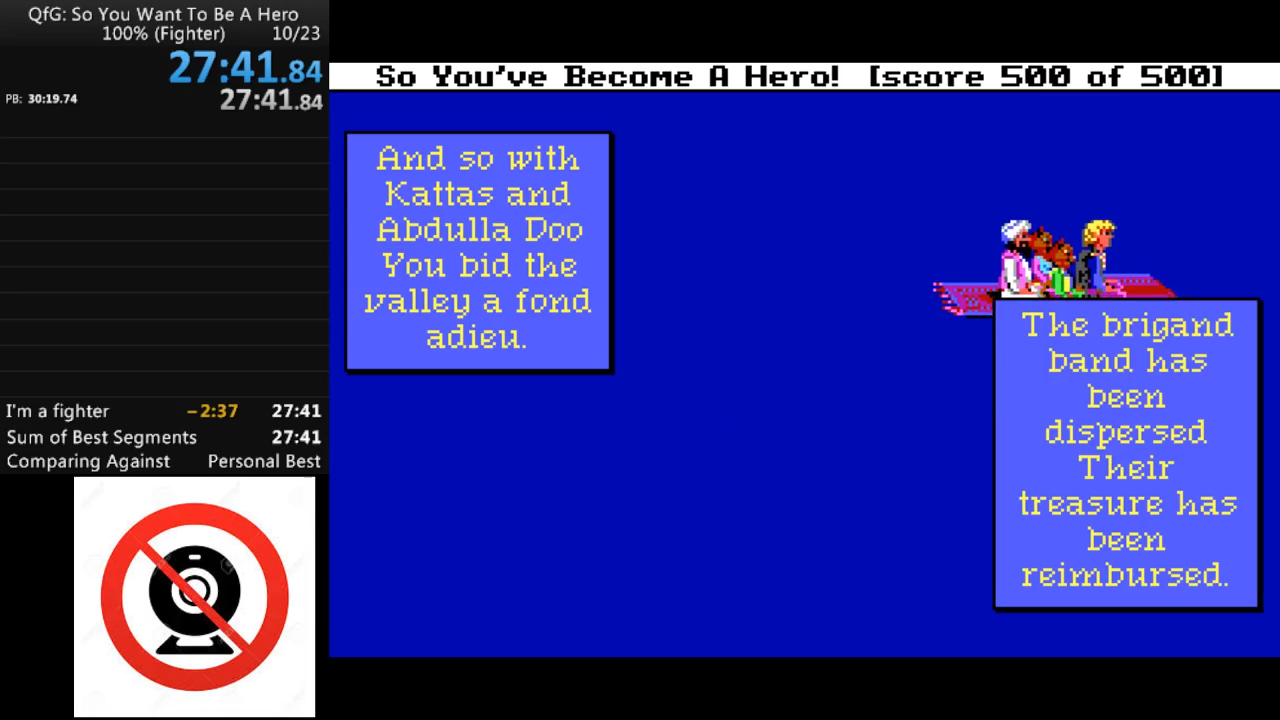 QfG: So You Want To Be A Hero
100% (Fighter) 10/23
27:41.84
PB: 30:19.74 27:41.84
I'm a fighter −2:37 27:41
Sum of Best Segments 27:41
Comparing Against Personal Best
So You've Become A Hero! [score 500 of 500]
And so with
Kattas and
Abdulla Doo
You bid the
valley a fond
adieu.
The brigand
band has
been
dispersed
Their
treasure has
been
reimbursed.